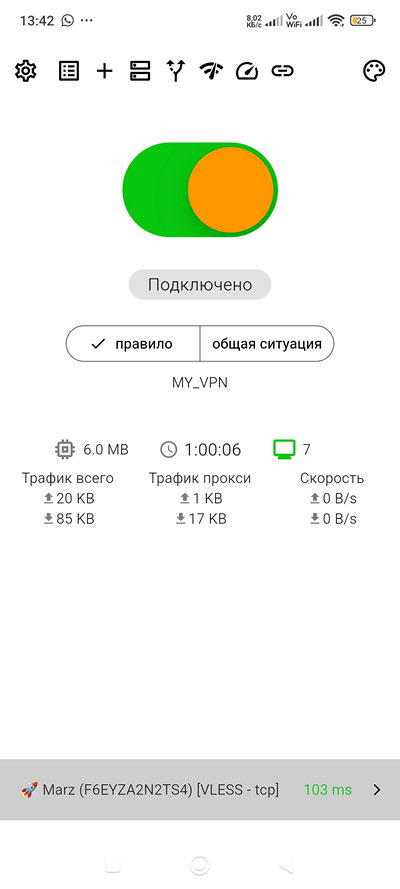 13:42 8,02 Vo 25
КБ/с WiFi
Подключено
правило общая ситуация
MY_VPN
6.0 MB 1:00:06 7
Трафик всего Трафик прокси Скорость
20 KB 1 KB 0 B/s
85 KB 17 KB 0 B/s
Marz (F6EYZA2N2TS4) [VLESS - tcp] 103 ms